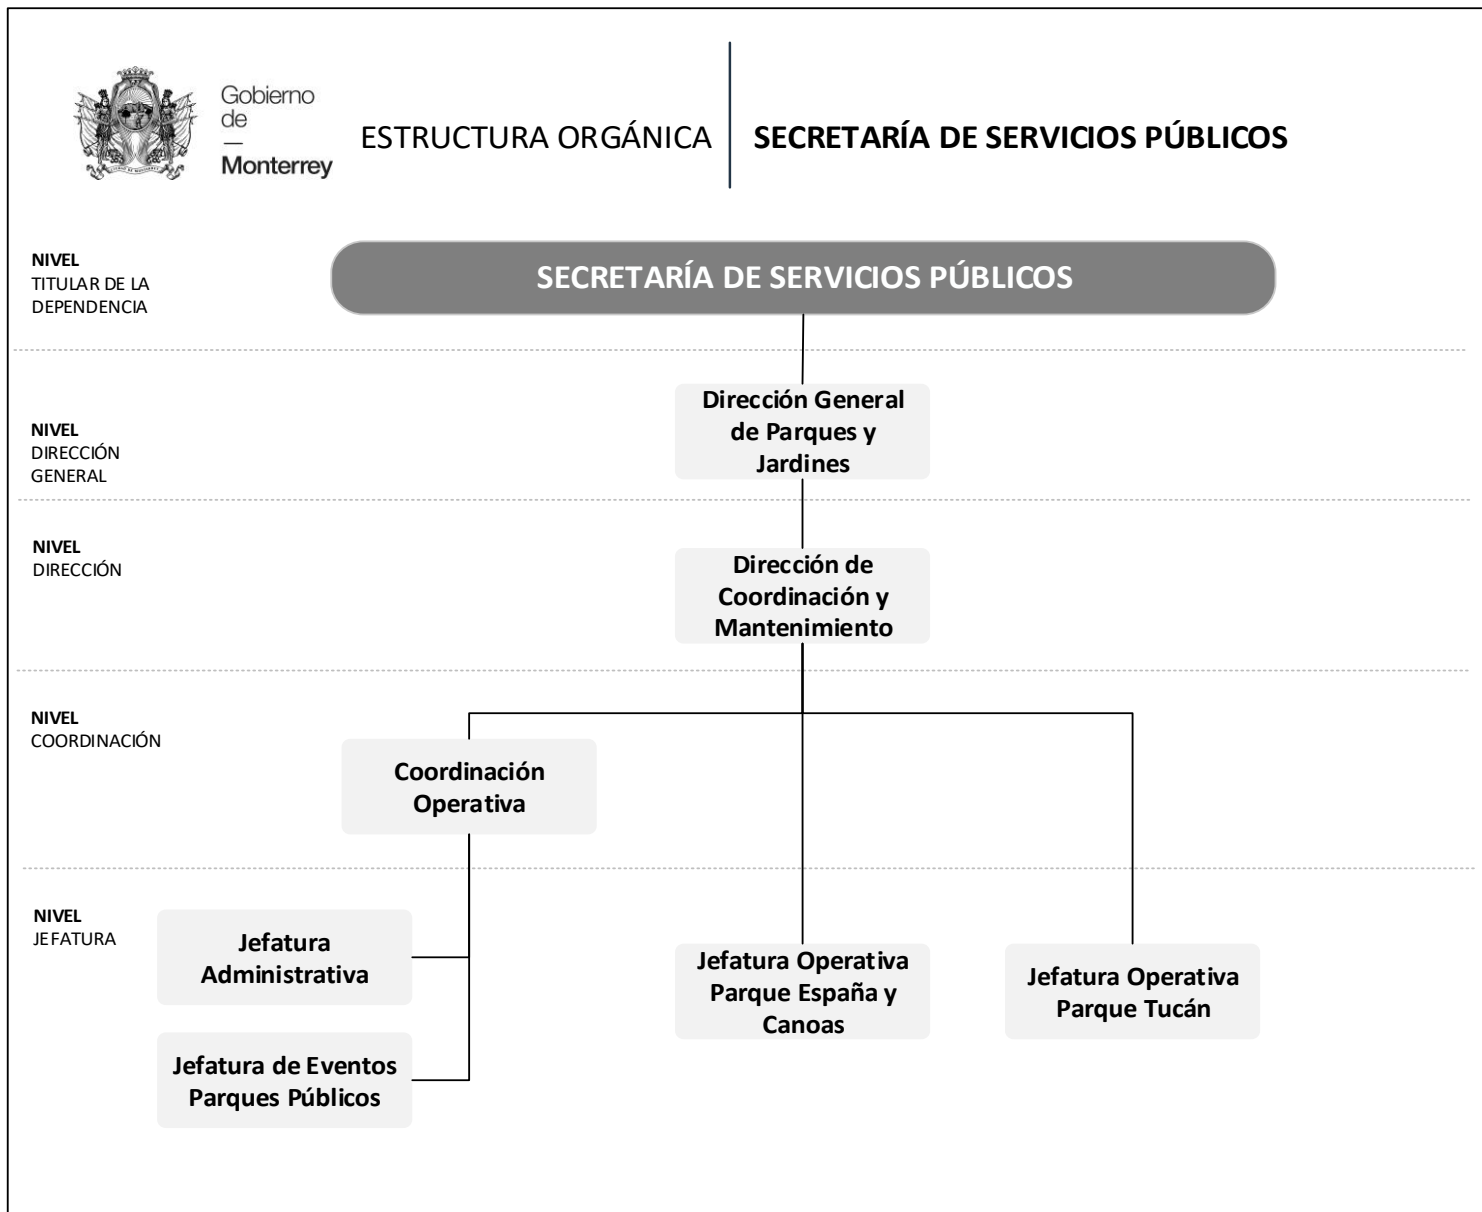 Gobierno
de
—
Monterrey
ESTRUCTURA ORGÁNICA
SECRETARÍA DE SERVICIOS PÚBLICOS
NIVEL
TITULAR DE LA
DEPENDENCIA
SECRETARÍA DE SERVICIOS PÚBLICOS
NIVEL
DIRECCIÓN
GENERAL
Dirección General
de Parques y
Jardines
NIVEL
DIRECCIÓN
Dirección de
Coordinación y
Mantenimiento
NIVEL
COORDINACIÓN
Coordinación
Operativa
NIVEL
JEFATURA
Jefatura
Administrativa
Jefatura Operativa
Parque España y
Canoas
Jefatura Operativa
Parque Tucán
Jefatura de Eventos
Parques Públicos